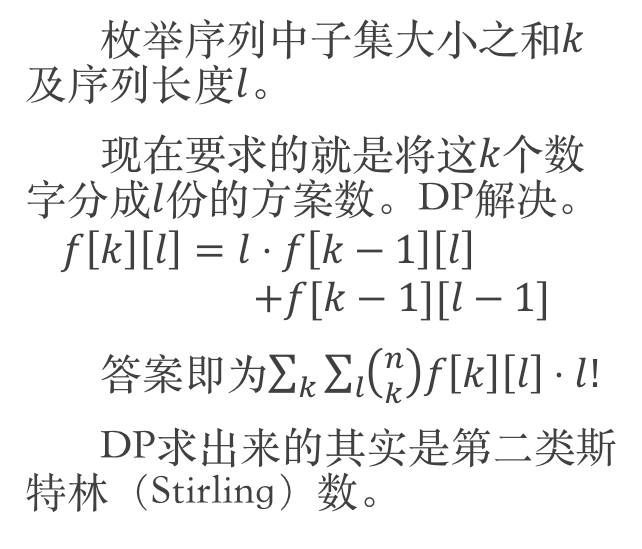 枚举序列中子集大小之和k
及序列长度l。
现在要求的就是将这k个数
字分成l份的方案数。DP解决。
f[k][l] = l · f[k − 1][l]
+f[k − 1][l − 1]
答案即为∑ₖ ∑ₗ(n k)f[k][l] · l!
DP求出来的其实是第二类斯
特林（Stirling）数。